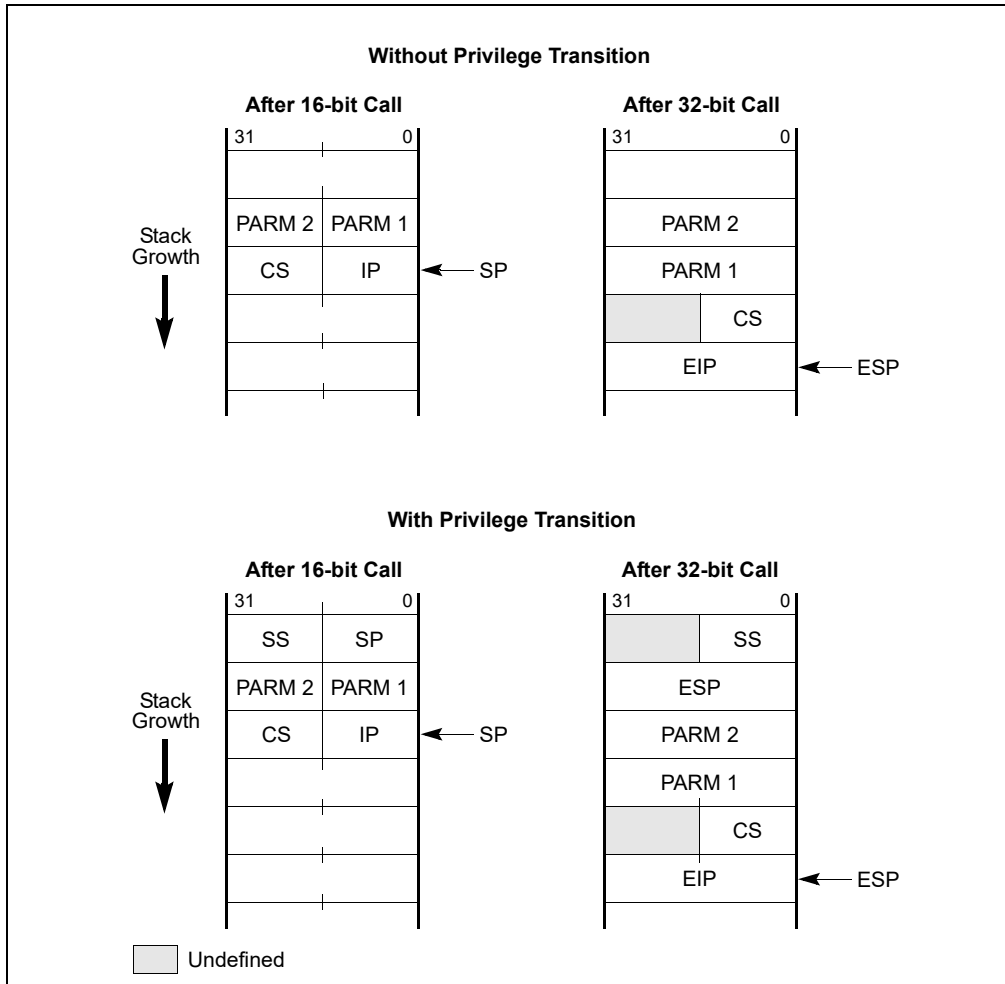 Without Privilege Transition
After 16-bit Call
After 32-bit Call
31 0
31 0
PARM 2 PARM 1
PARM 2
Stack
Growth
CS IP
SP
PARM 1
CS
EIP
ESP
With Privilege Transition
After 16-bit Call
After 32-bit Call
31 0
31 0
SS SP
SS
Stack
Growth
PARM 2 PARM 1
ESP
CS IP
SP
PARM 2
PARM 1
CS
EIP
ESP
Undefined